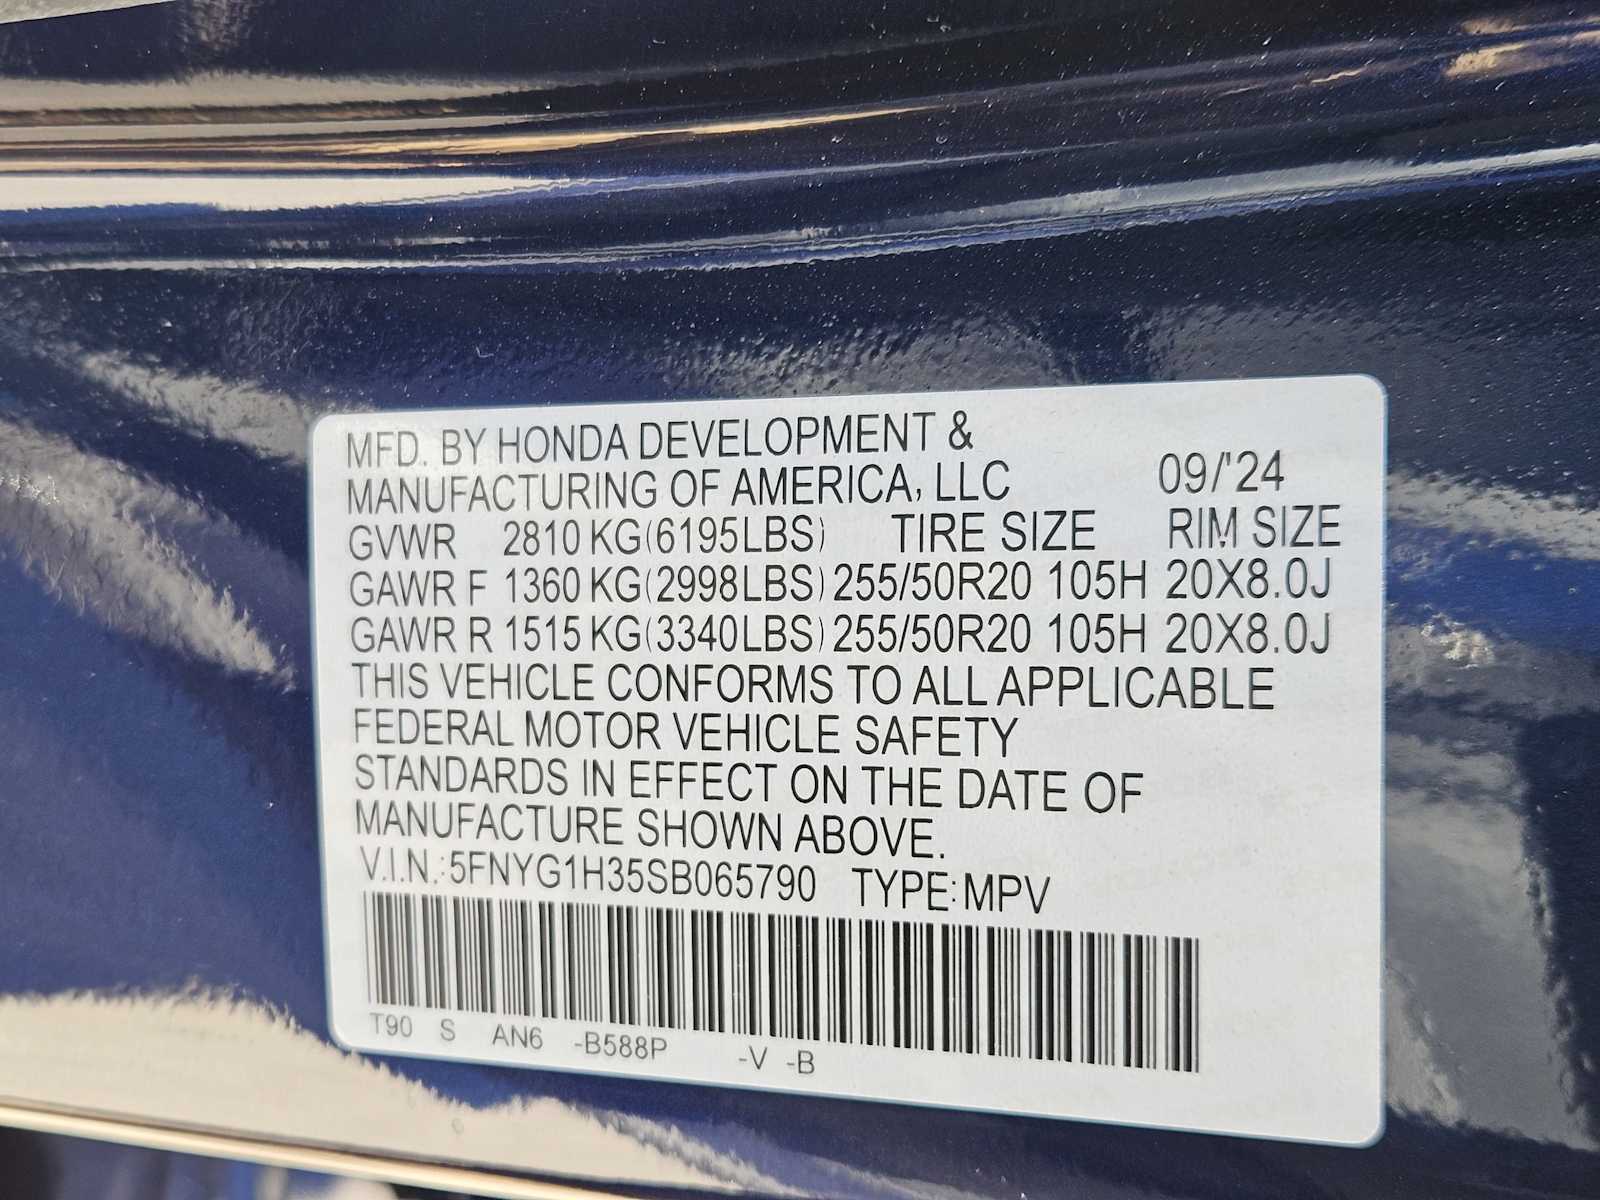 MFD. BY HONDA DEVELOPMENT &
MANUFACTURING OF AMERICA, LLC 09/'24
GVWR 2810 KG(6195LBS) TIRE SIZE RIM SIZE
GAWR F 1360 KG(2998LBS) 255/50R20 105H 20X8.0J
GAWR R 1515 KG(3340LBS) 255/50R20 105H 20X8.0J
THIS VEHICLE CONFORMS TO ALL APPLICABLE
FEDERAL MOTOR VEHICLE SAFETY
STANDARDS IN EFFECT ON THE DATE OF
MANUFACTURE SHOWN ABOVE.
V.I.N.:5FNYG1H35SB065790 TYPE:MPV
T90 S AN6 -B588P -V -B